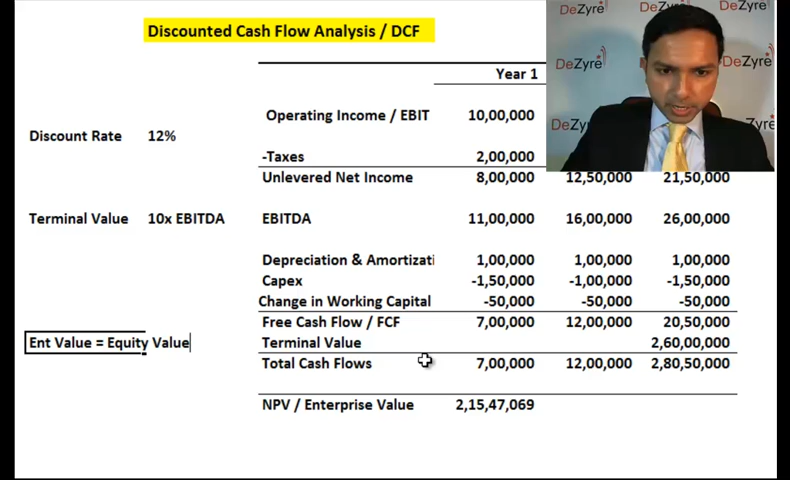 Discounted Cash Flow Analysis / DCF
DeZyre DeZyre
DeZyre DeZyre
Year 1
Operating Income / EBIT 10,00,000
Discount Rate 12%
-Taxes 2,00,000
Unlevered Net Income 8,00,000 12,50,000 21,50,000
Terminal Value 10x EBITDA EBITDA 11,00,000 16,00,000 26,00,000
Depreciation & Amortizati 1,00,000 1,00,000 1,00,000
Capex -1,50,000 -1,00,000 -1,50,000
Change in Working Capital -50,000 -50,000 -50,000
Free Cash Flow / FCF 7,00,000 12,00,000 20,50,000
Ent Value = Equity Value Terminal Value 2,60,00,000
Total Cash Flows 7,00,000 12,00,000 2,80,50,000
NPV / Enterprise Value 2,15,47,069